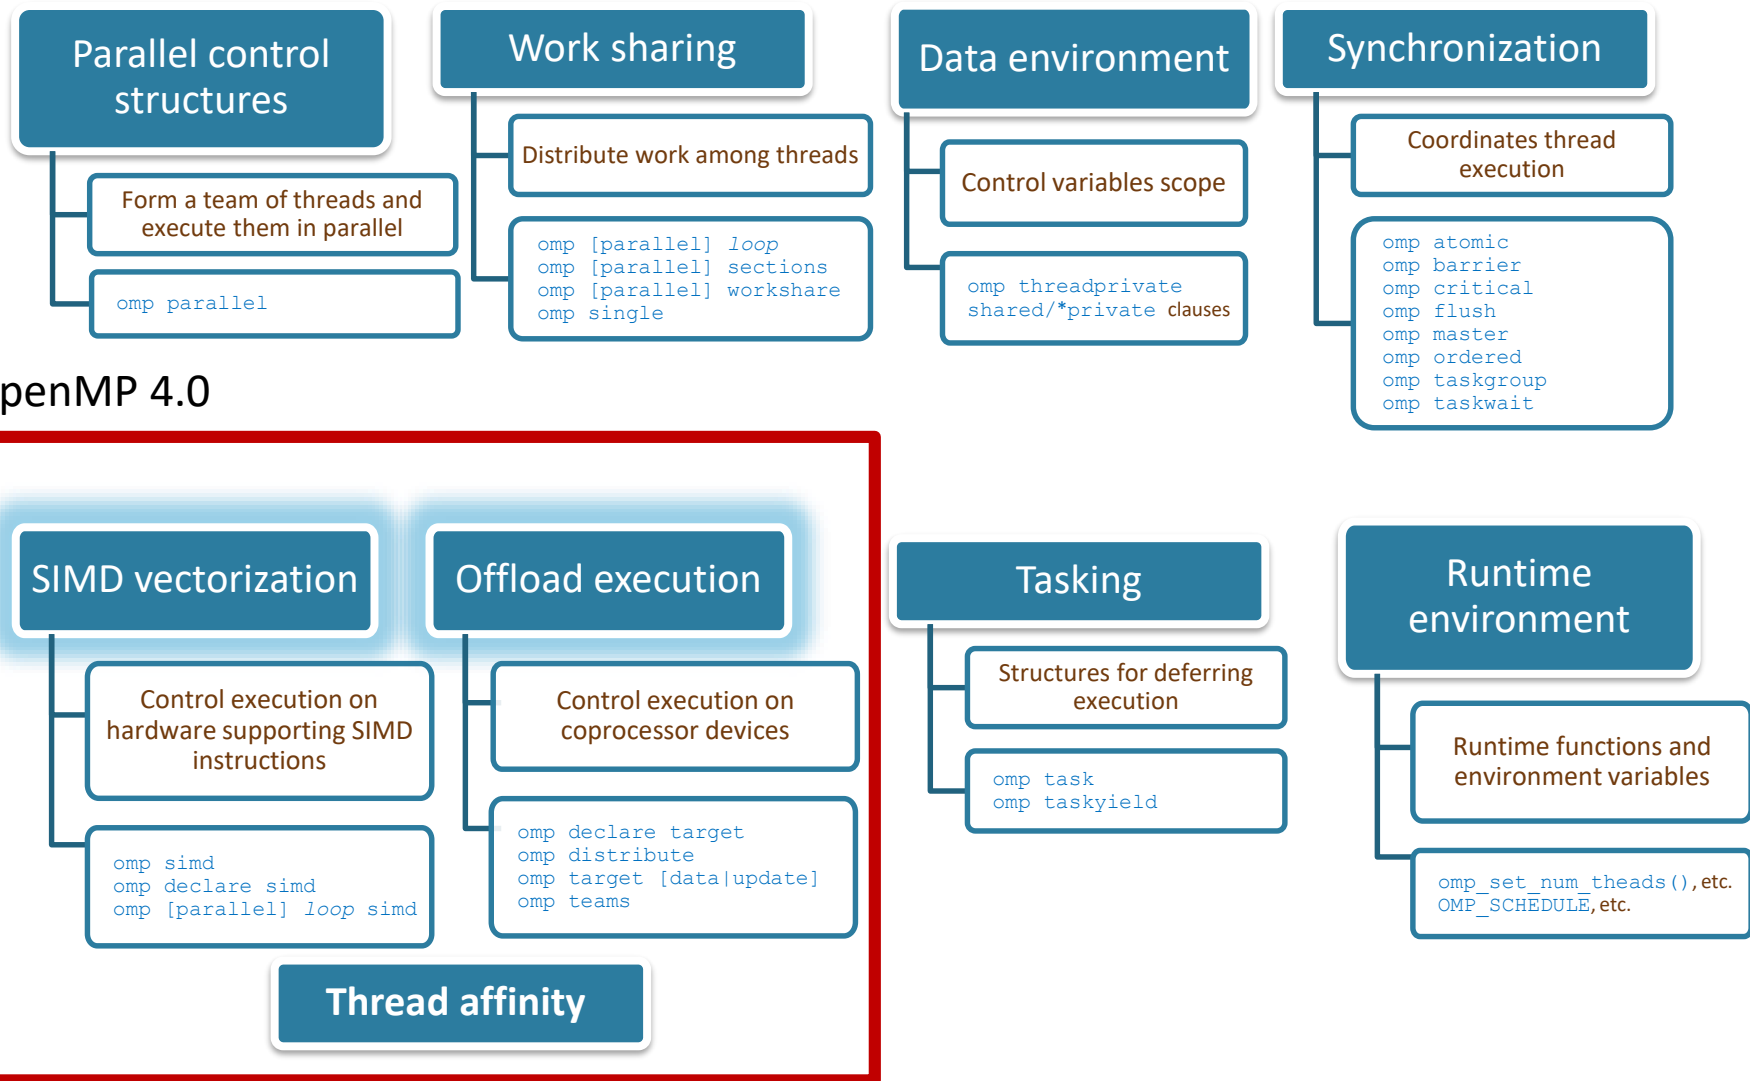 Parallel control
structures
Form a team of threads and
execute them in parallel
omp parallel
Work sharing
Distribute work among threads
omp [parallel] loop
omp [parallel] sections
omp [parallel] workshare
omp single
Data environment
Control variables scope
omp threadprivate
shared/*private clauses
Synchronization
Coordinates thread
execution
omp atomic
omp barrier
omp critical
omp flush
omp master
omp ordered
omp taskgroup
omp taskwait
penMP 4.0
SIMD vectorization
Control execution on
hardware supporting SIMD
instructions
omp simd
omp declare simd
omp [parallel] loop simd
Offload execution
Control execution on
coprocessor devices
omp declare target
omp distribute
omp target [data|update]
omp teams
Thread affinity
Tasking
Structures for deferring
execution
omp task
omp taskyield
Runtime
environment
Runtime functions and
environment variables
omp_set_num_theads(), etc.
OMP_SCHEDULE, etc.